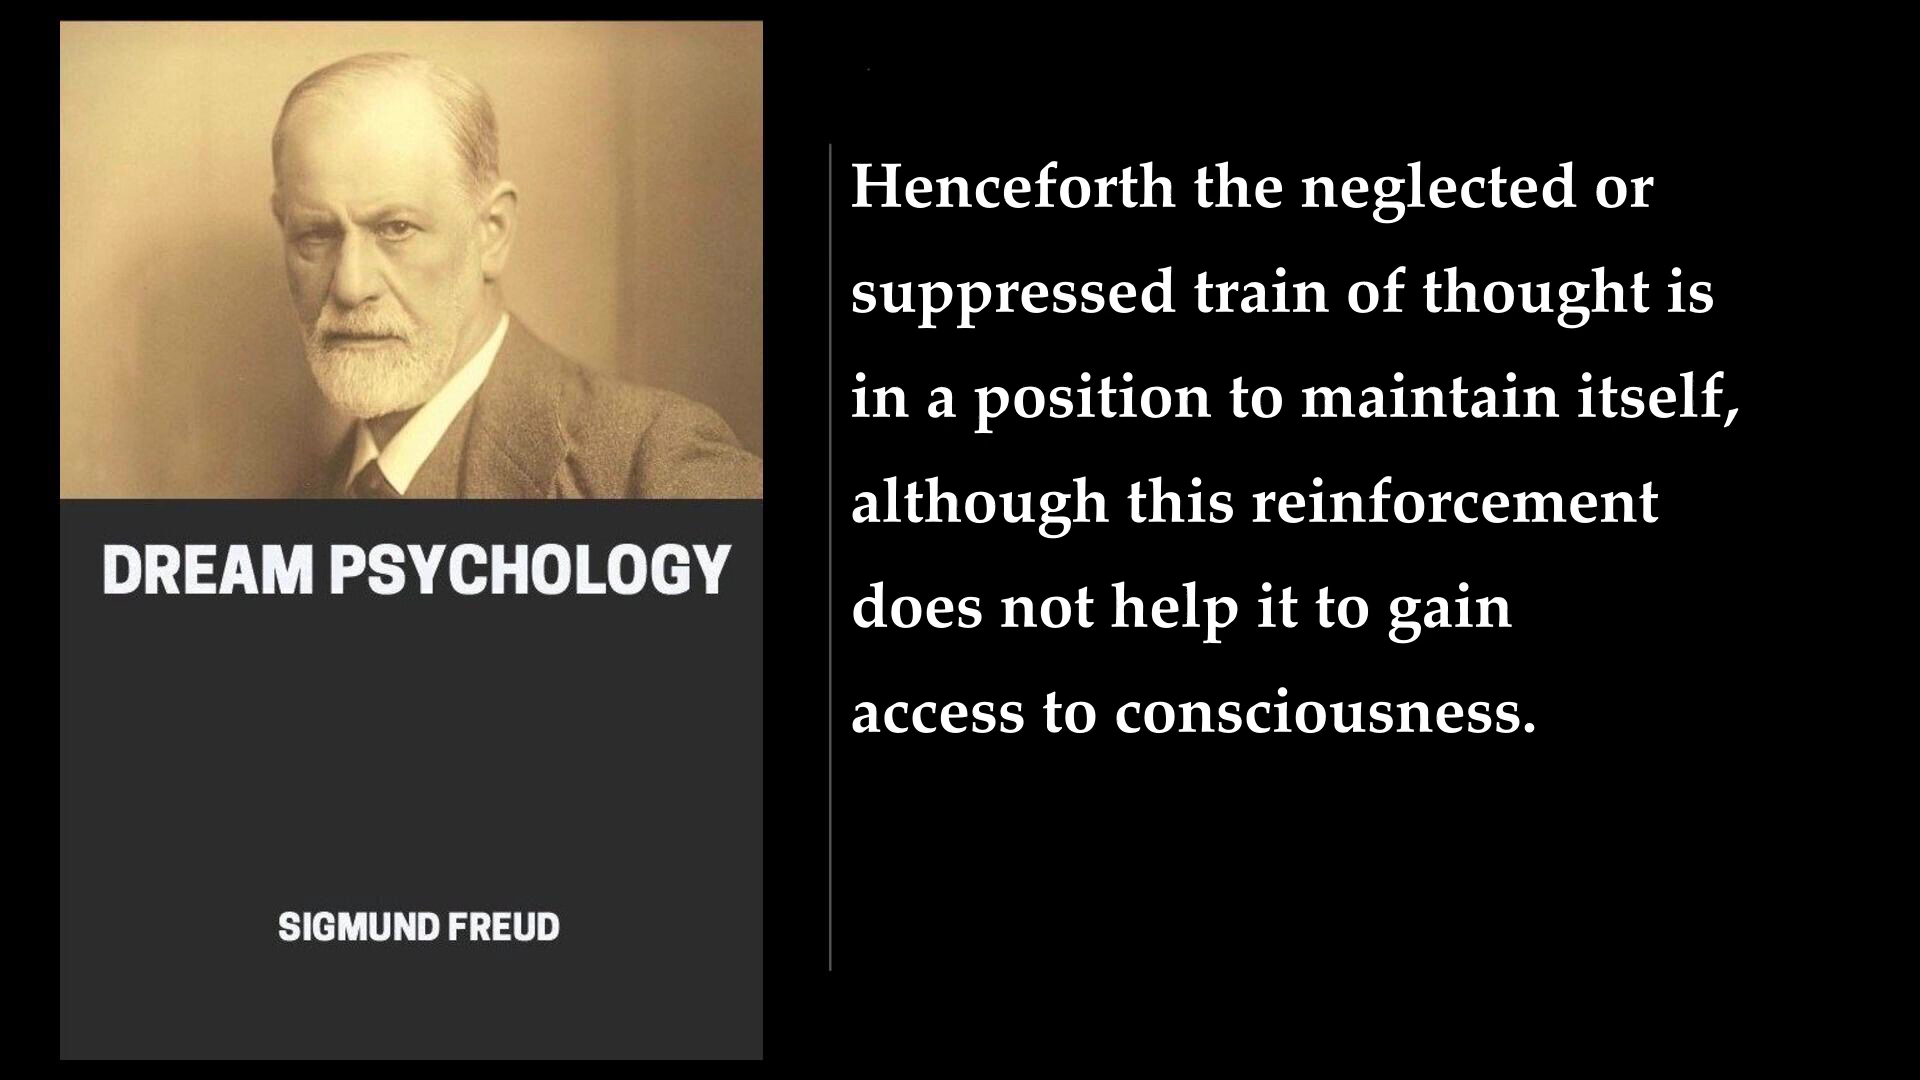 DREAM PSYCHOLOGY
SIGMUND FREUD
Henceforth the neglected or
suppressed train of thought is
in a position to maintain itself,
although this reinforcement
does not help it to gain
access to consciousness.